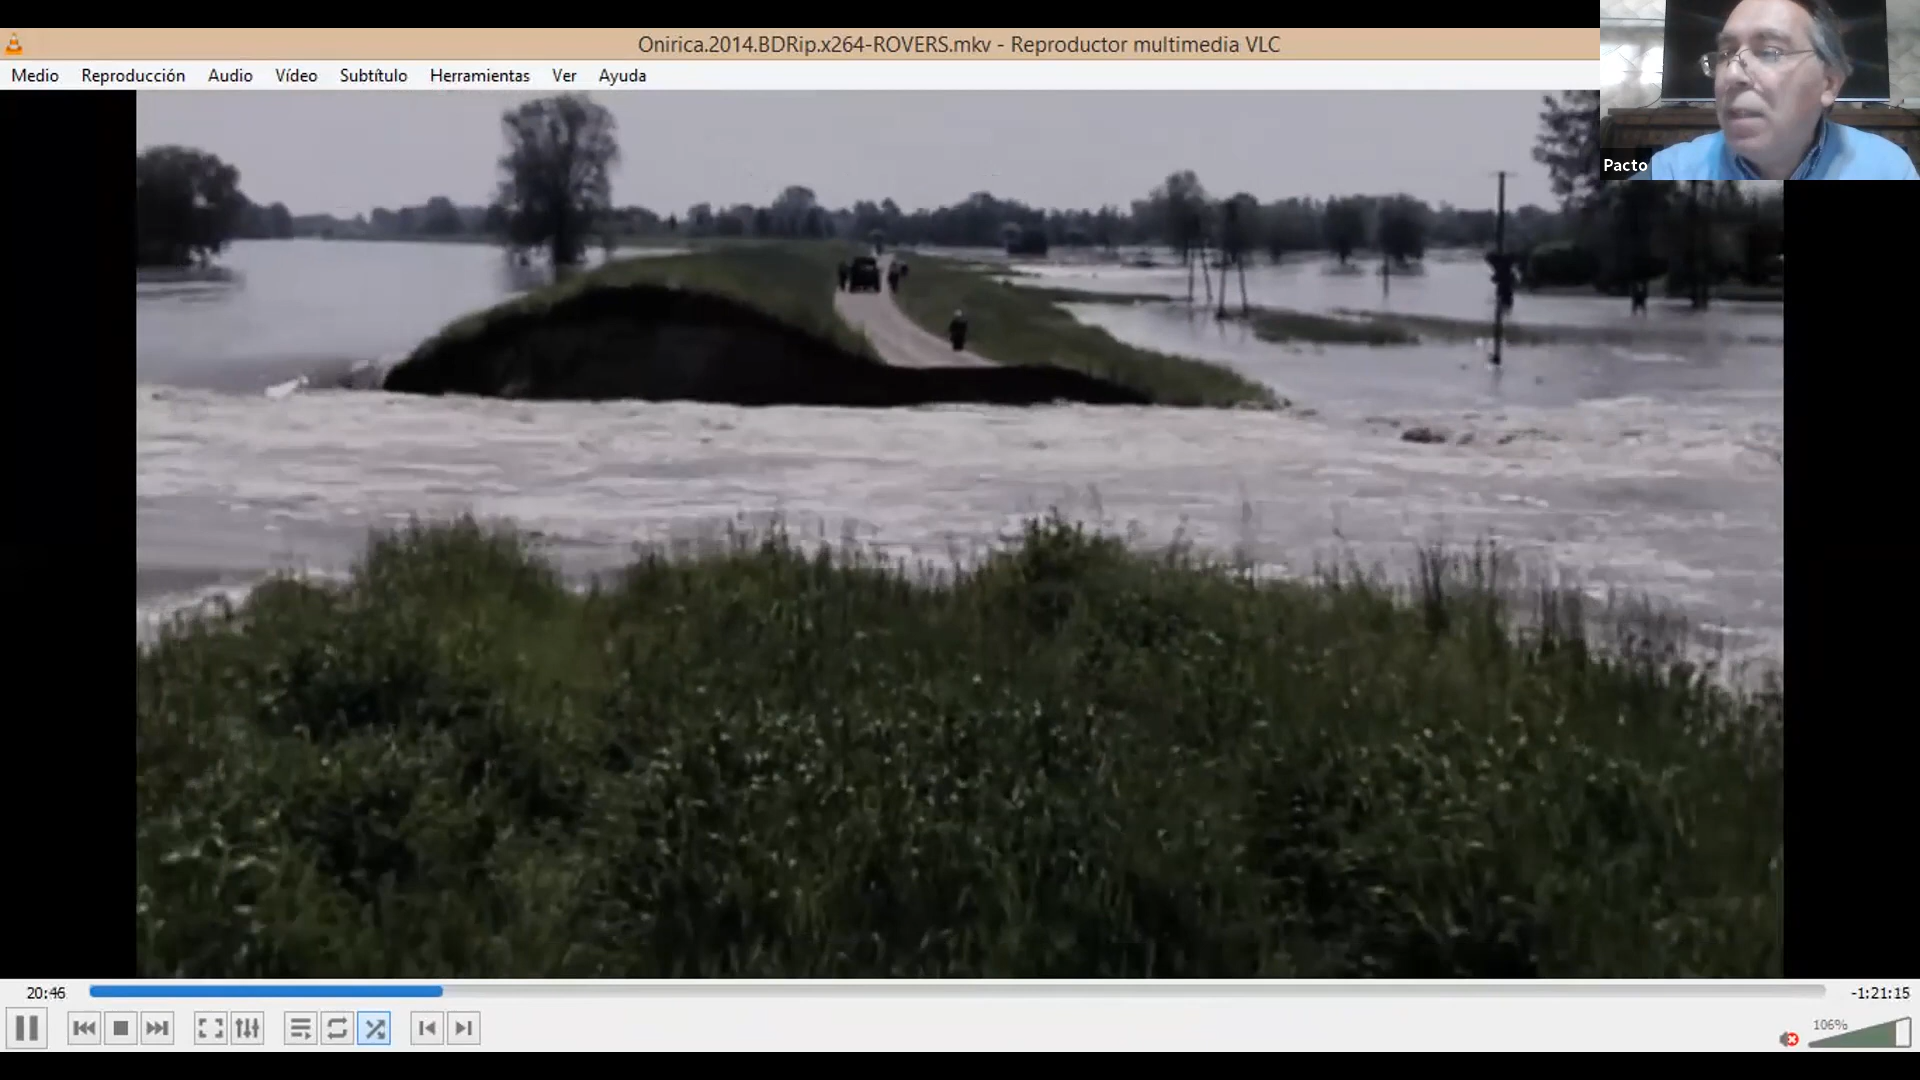 Onirica.2014.BDRip.x264-ROVERS.mkv - Reproductor multimedia VLC
Medio Reproducción Audio Vídeo Subtítulo Herramientas Ver Ayuda
Pacto
20:46
-1:21:15
106%